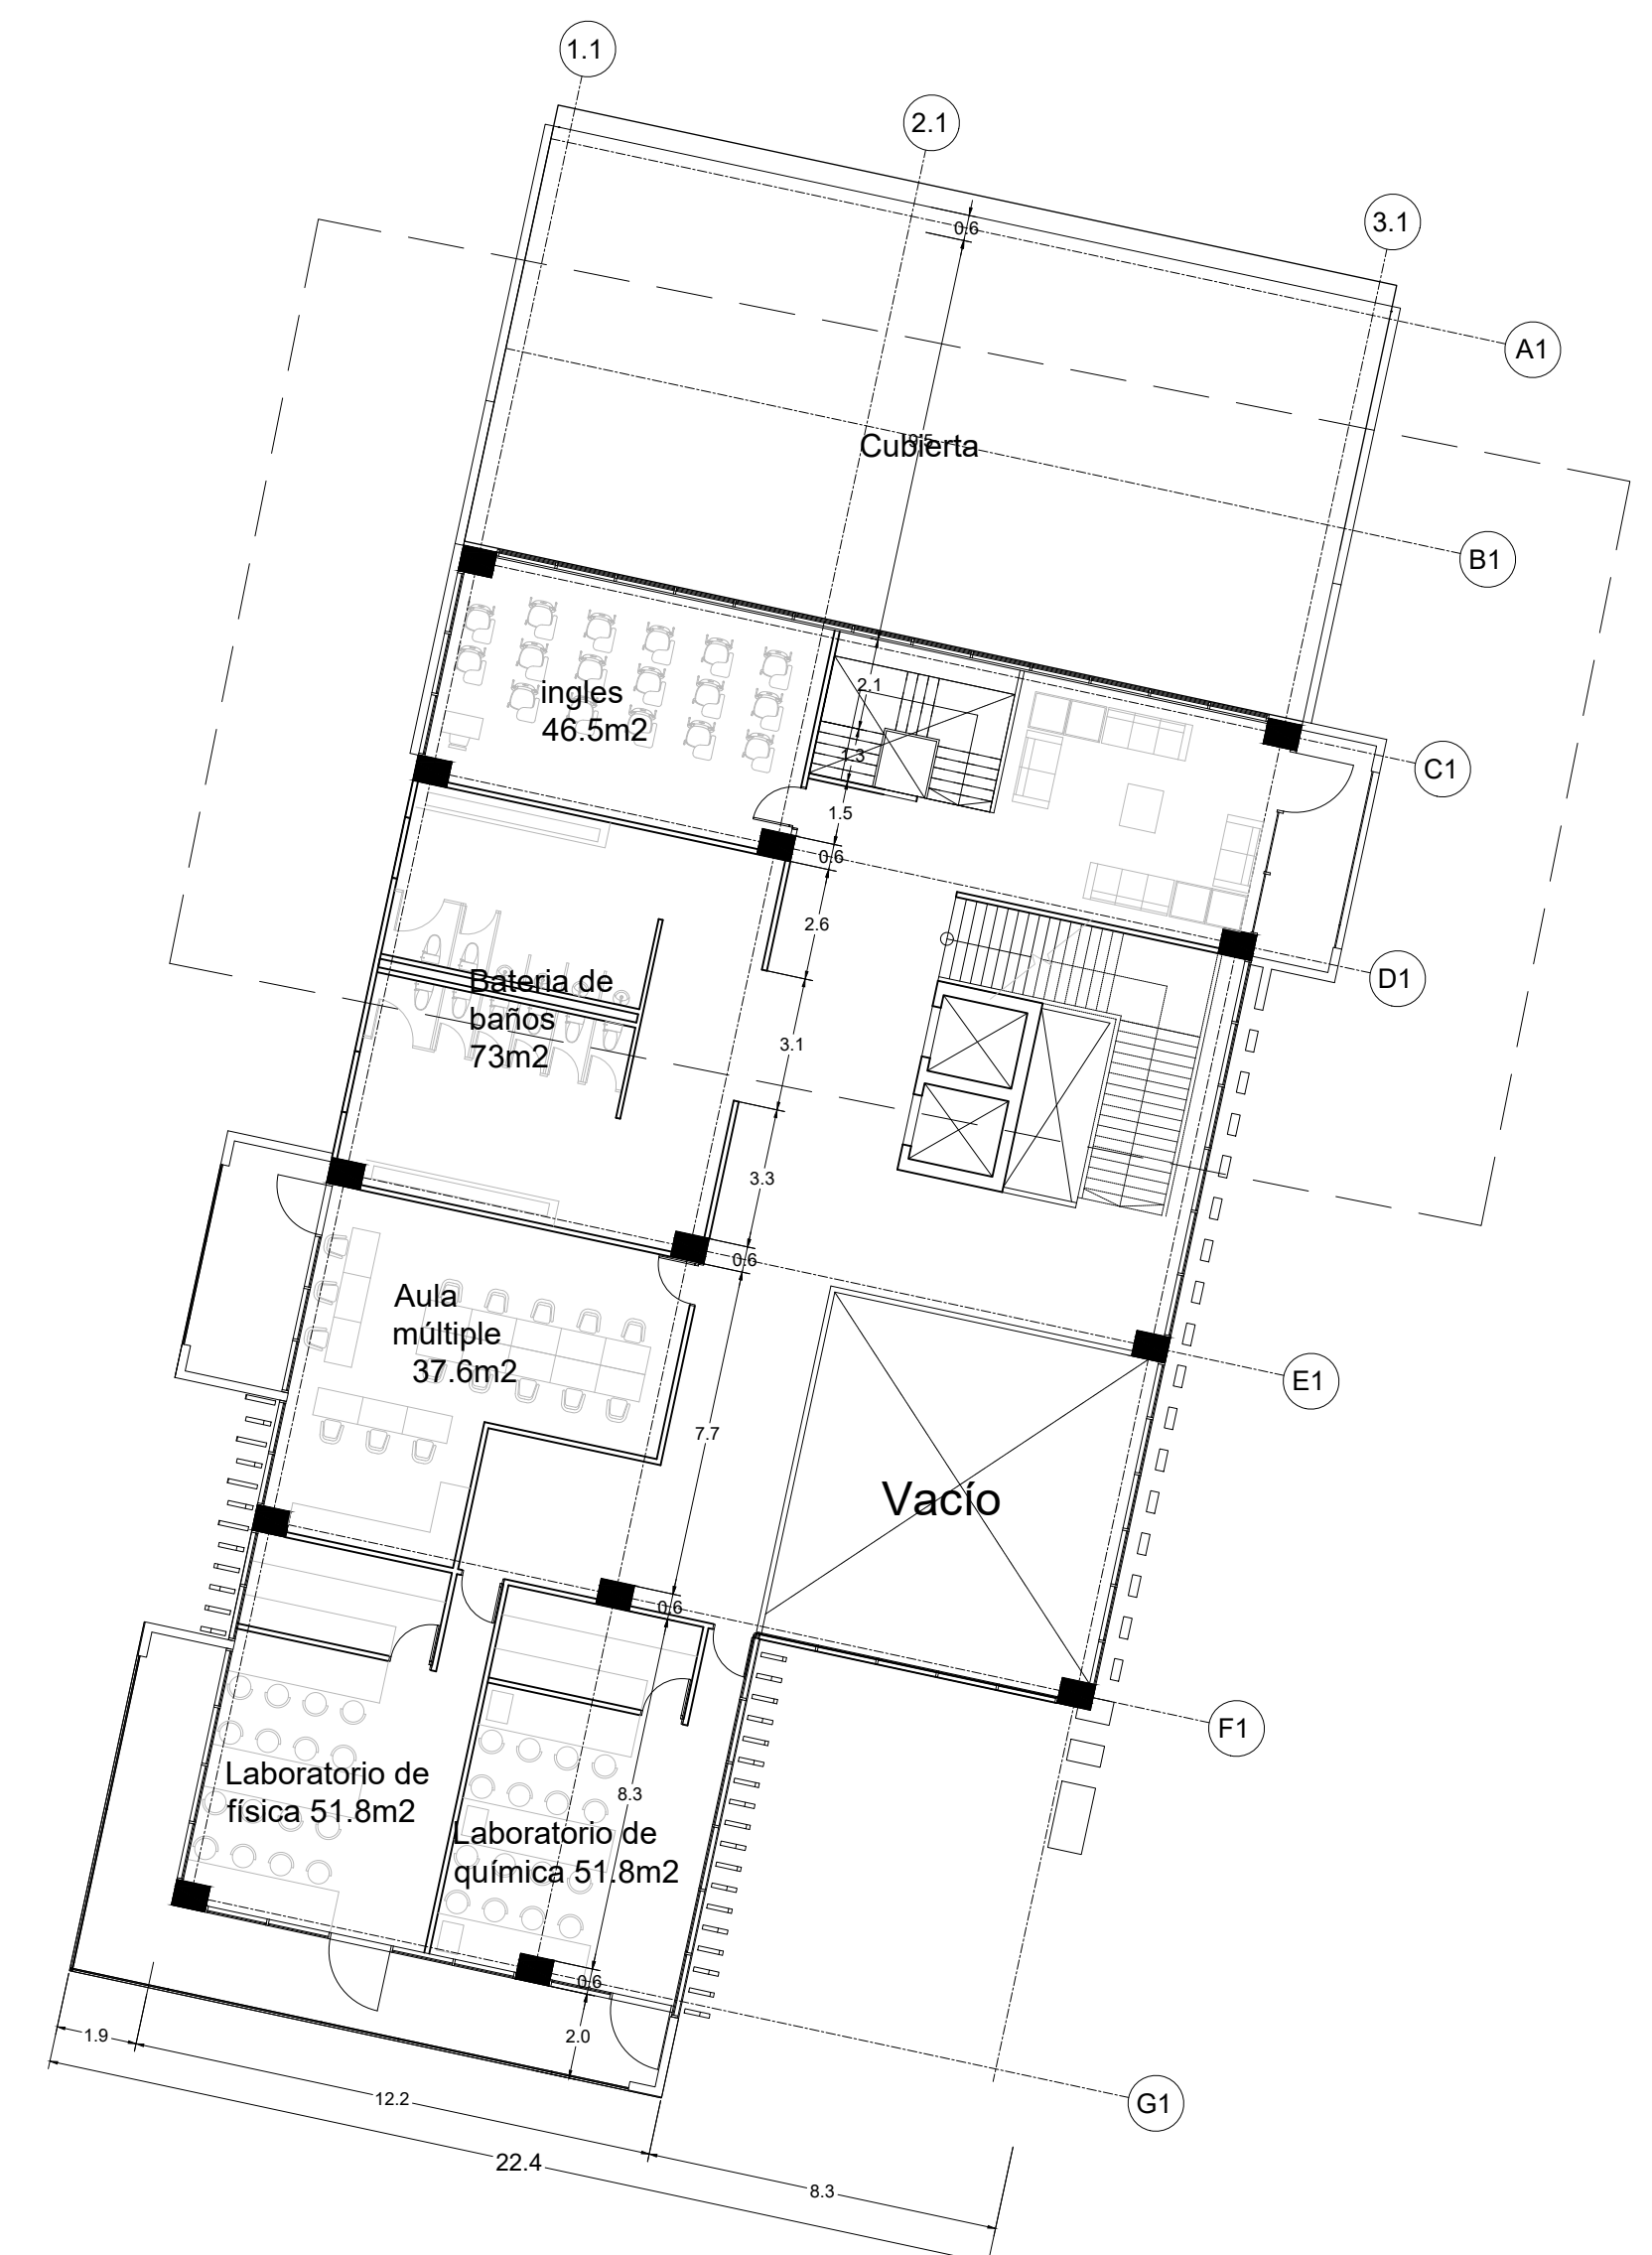 1.1
2.1
3.1
0.6
A1
Cubierta
9.5
B1
ingles
46.5m2
2.1
1.3
C1
1.5
0.6
2.6
D1
Bateria de
baños
73m2
3.1
3.3
0.6
Aula
múltiple
37.6m2
E1
7.7
Vacío
0.6
F1
Laboratorio de
física 51.8m2
8.3
Laboratorio de
química 51.8m2
0.6
1.9
2.0
12.2
G1
22.4
8.3